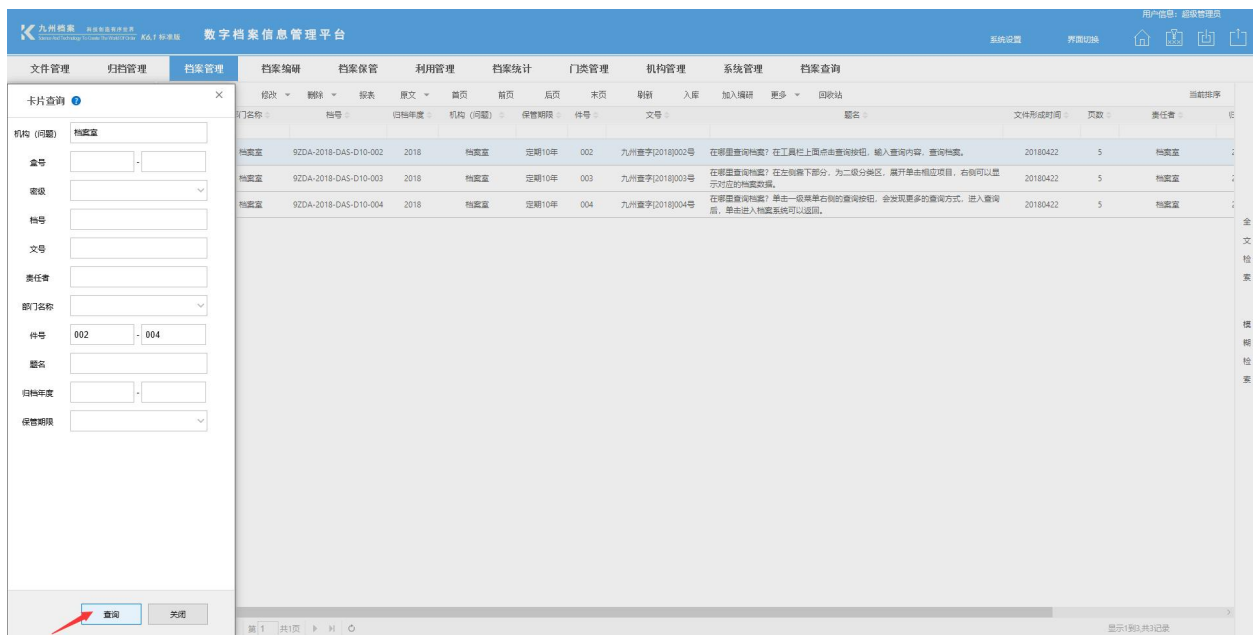 用户信息：超级管理员
九州档案 科技制造有序世界 K6.1 标准版 数字档案信息管理平台
系统设置 界面切换
文件管理 归档管理 档案管理 档案编研 档案保管 利用管理 档案统计 门类管理 机构管理 系统管理 档案查询
修改 删除 报表 原文 首页 前页 后页 末页 刷新 入库 加入编研 更多 回收站 当前排序
卡片查询
门名称 档号 归档年度 机构（问题） 保管期限 件号 文号 题名 文件形成时间 页数 责任者
档案室 9ZDA-2018-DAS-D10-002 2018 档案室 定期10年 002 九州查字[2018]002号 在哪里查询档案？在工具栏上面点击查询按钮，输入查询内容，查询档案。 20180422 5 档案室
档案室 9ZDA-2018-DAS-D10-003 2018 档案室 定期10年 003 九州查字[2018]003号 在哪里查询档案？在左侧靠下部分，为二级分类区，展开单击相应项目，右侧可以显
示对应的档案数据。 20180422 5 档案室
档案室 9ZDA-2018-DAS-D10-004 2018 档案室 定期10年 004 九州查字[2018]004号 在哪里查询档案？单击一级菜单右侧的查询按钮，会发现更多的查询方式，进入查询
后，单击进入档案系统可以返回。 20180422 5 档案室
机构（问题） 档案室
盒号 -
密级
档号
文号
责任者
部门名称
件号 002 - 004
题名
归档年度 -
保管期限
查询 关闭
全文检索
模糊检索
第 1 共1页
显示1到3,共3记录